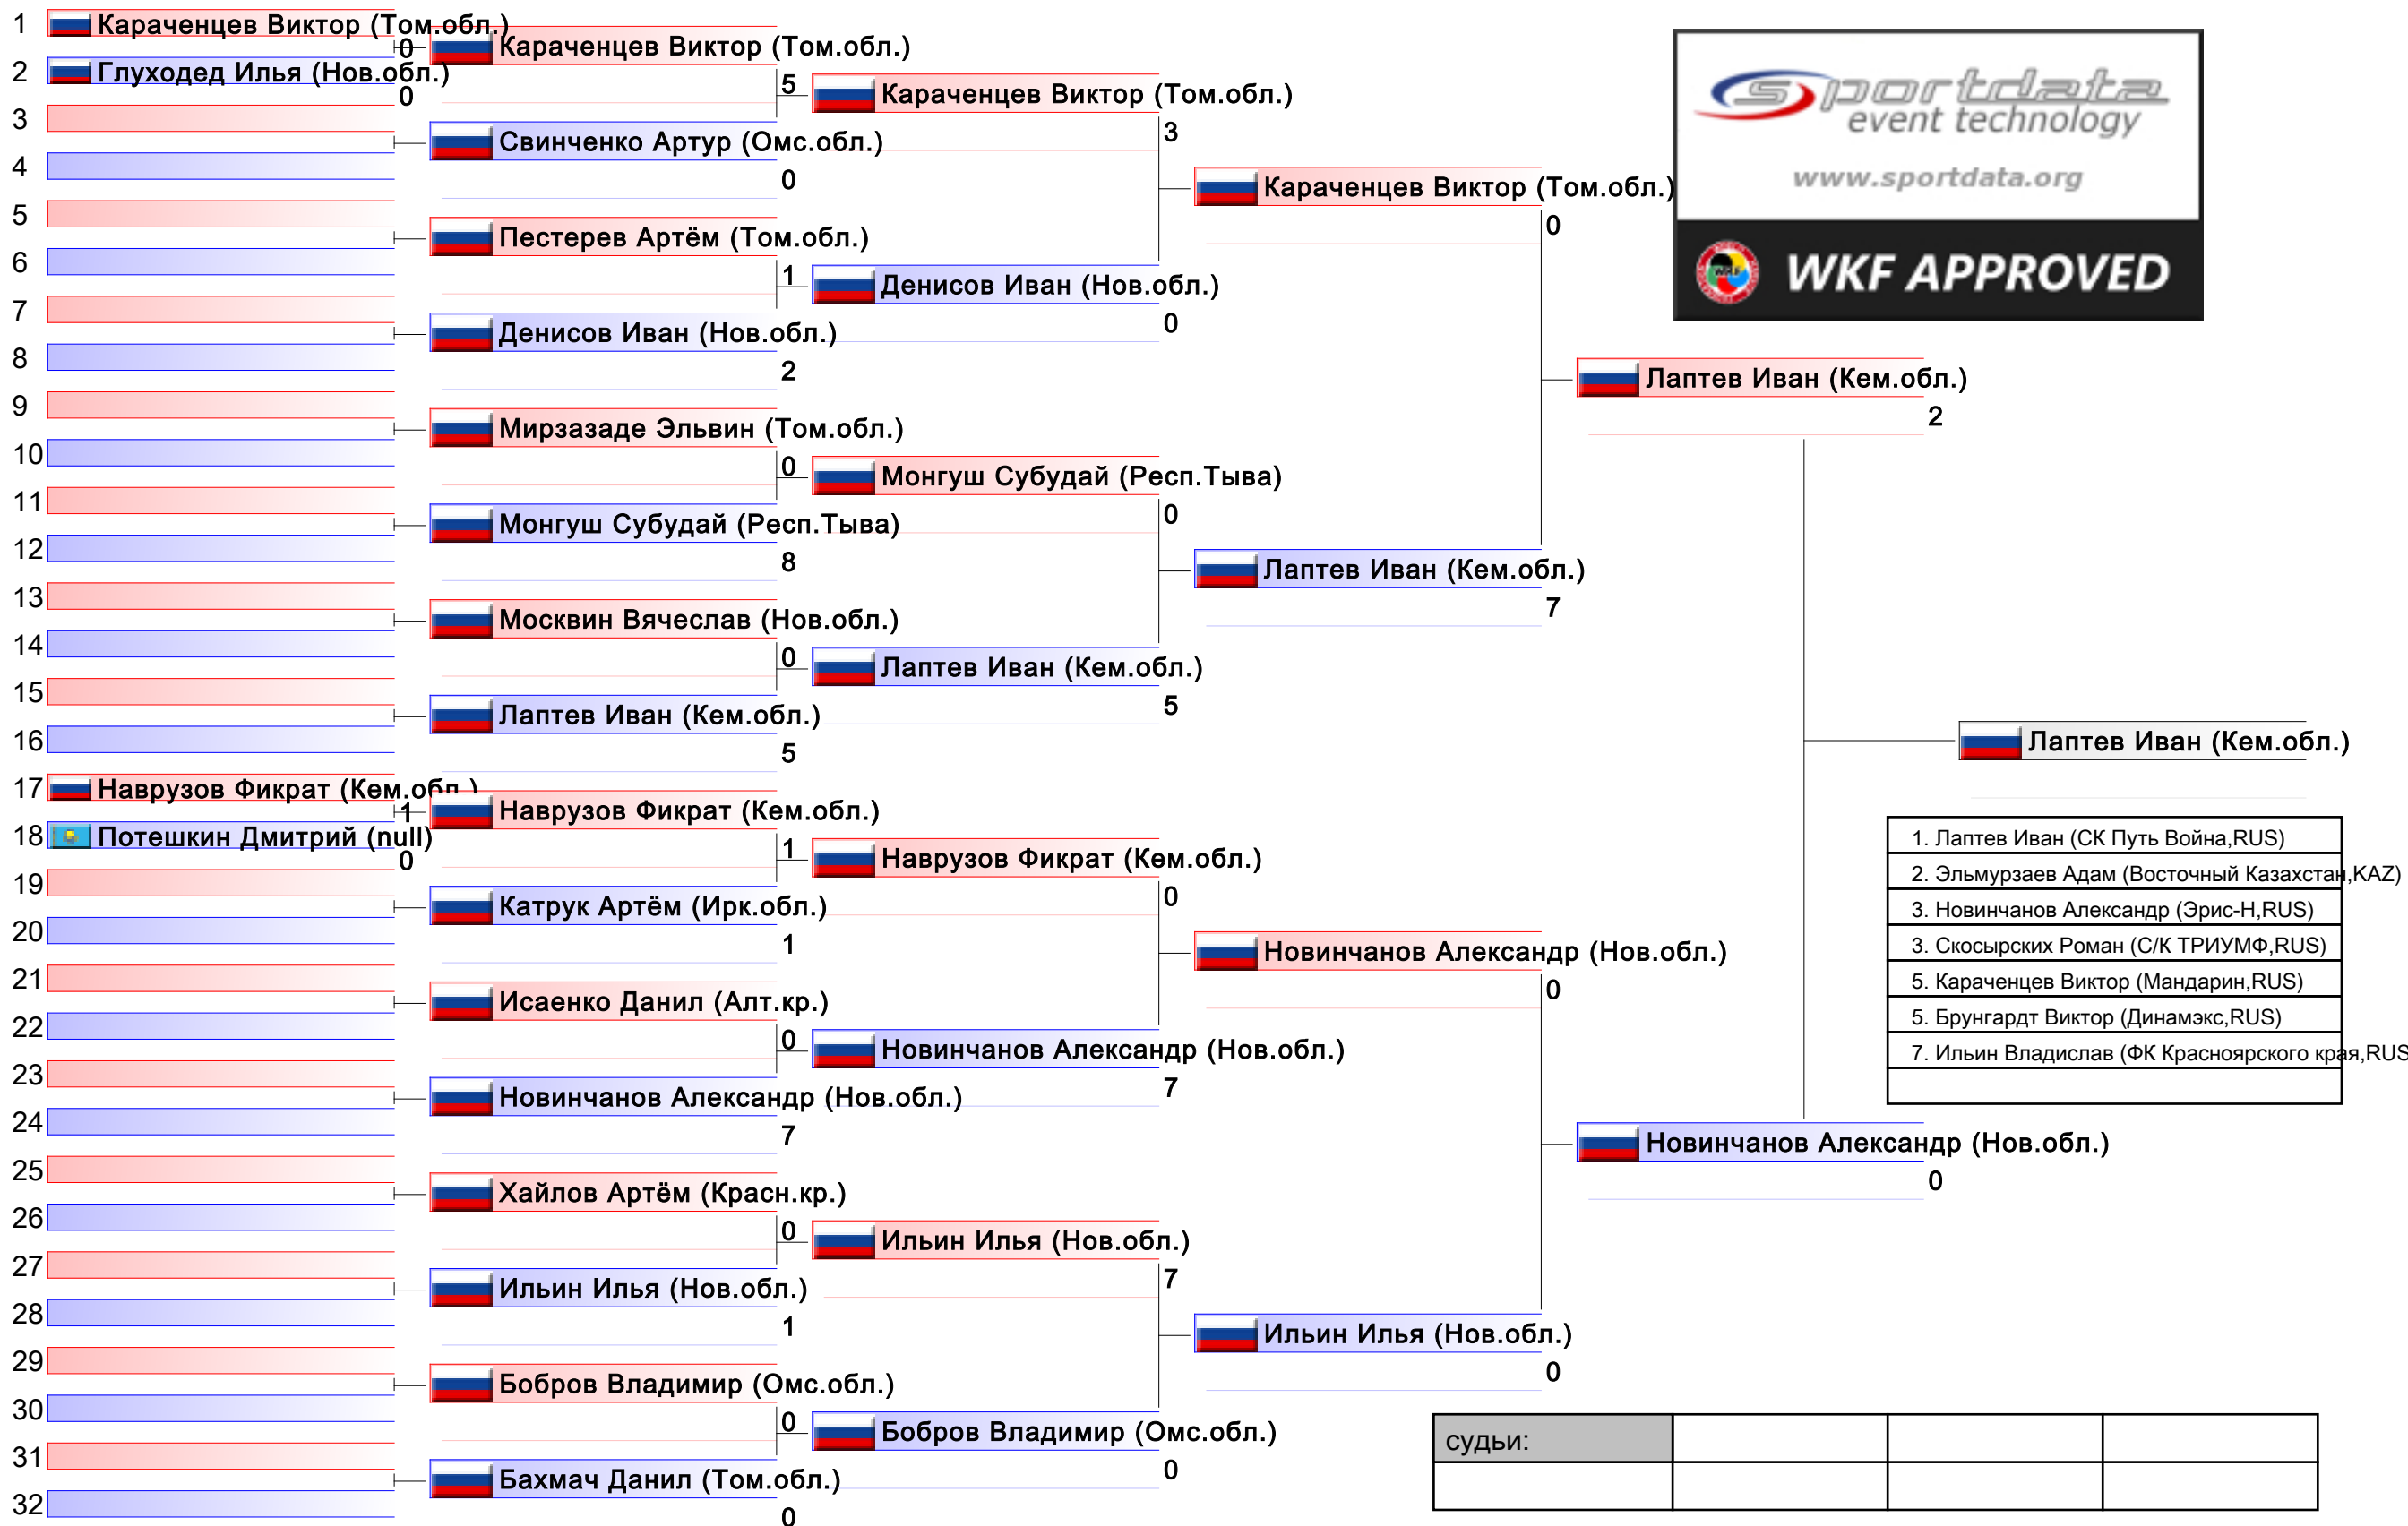 1 Караченцев Виктор (Том.обл.)
0
2 Глуходед Илья (Нов.обл.)
0
3
4
5
6
7
8
9
10
11
12
13
14
15
16
17 Наврузов Фикрат (Кем.обл.)
1
18 Потешкин Дмитрий (null)
0
19
20
21
22
23
24
25
26
27
28
29
30
31
32
Караченцев Виктор (Том.обл.)
5
Свинченко Артур (Омс.обл.)
0
Пестерев Артём (Том.обл.)
1
Денисов Иван (Нов.обл.)
2
Мирзазаде Эльвин (Том.обл.)
0
Монгуш Субудай (Респ.Тыва)
8
Москвин Вячеслав (Нов.обл.)
0
Лаптев Иван (Кем.обл.)
5
Наврузов Фикрат (Кем.обл.)
1
Катрук Артём (Ирк.обл.)
1
Исаенко Данил (Алт.кр.)
0
Новинчанов Александр (Нов.обл.)
7
Хайлов Артём (Красн.кр.)
0
Ильин Илья (Нов.обл.)
1
Бобров Владимир (Омс.обл.)
0
Бахмач Данил (Том.обл.)
0
Караченцев Виктор (Том.обл.)
3
Денисов Иван (Нов.обл.)
0
Монгуш Субудай (Респ.Тыва)
0
Лаптев Иван (Кем.обл.)
5
Наврузов Фикрат (Кем.обл.)
0
Новинчанов Александр (Нов.обл.)
7
Ильин Илья (Нов.обл.)
7
Бобров Владимир (Омс.обл.)
0
Караченцев Виктор (Том.обл.)
0
Лаптев Иван (Кем.обл.)
7
Новинчанов Александр (Нов.обл.)
0
Ильин Илья (Нов.обл.)
0
Лаптев Иван (Кем.обл.)
2
Новинчанов Александр (Нов.обл.)
0
Лаптев Иван (Кем.обл.)
sportdata
event technology
www.sportdata.org
WKF
WKF APPROVED
1. Лаптев Иван (СК Путь Война,RUS)
2. Эльмурзаев Адам (Восточный Казахстан,KAZ)
3. Новинчанов Александр (Эрис-Н,RUS)
3. Скосырских Роман (С/К ТРИУМФ,RUS)
5. Караченцев Виктор (Мандарин,RUS)
5. Брунгардт Виктор (Динамэкс,RUS)
7. Ильин Владислав (ФК Красноярского края,RUS
судьи: